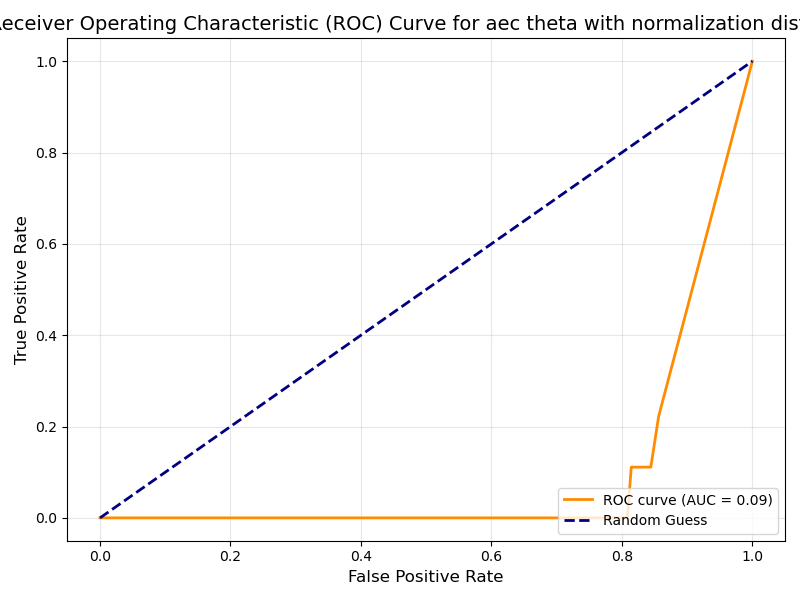 eceiver Operating Characteristic (ROC) Curve for aec theta with normalization dis
1.0
0.8
0.6
0.4
0.2
0.0
True Positive Rate
0.0 0.2 0.4 0.6 0.8 1.0
False Positive Rate
ROC curve (AUC = 0.09)
Random Guess